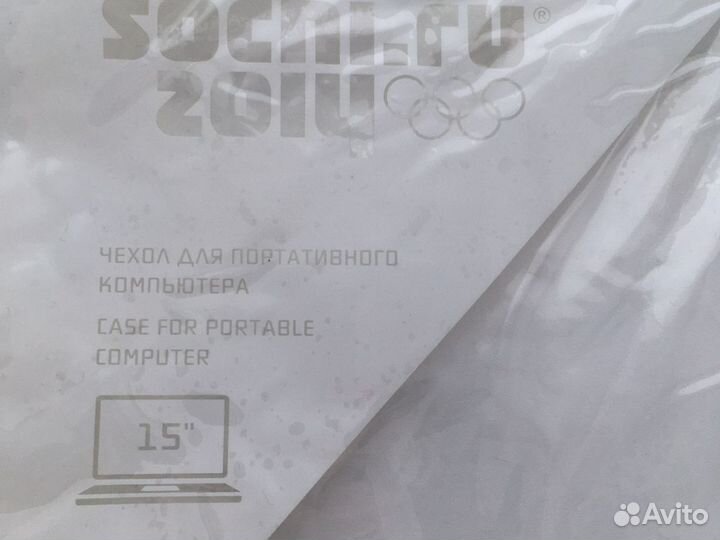 sochi.ru®
2014
ЧЕХОЛ ДЛЯ ПОРТАТИВНОГО
КОМПЬЮТЕРА
CASE FOR PORTABLE
COMPUTER
15"
Avito